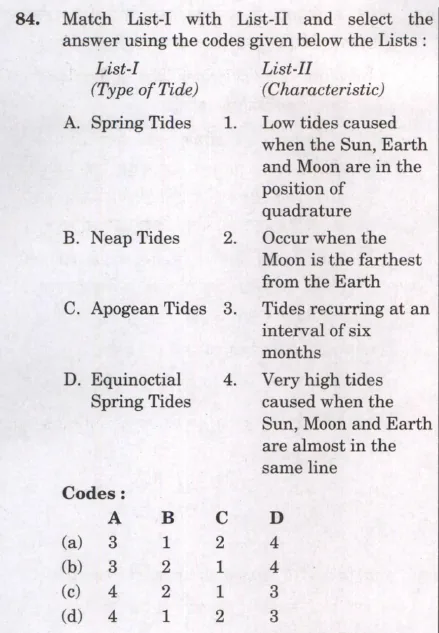 84. Match List-I with List-II and select the
answer using the codes given below the Lists :
List-I List-II
(Type of Tide) (Characteristic)
A. Spring Tides 1. Low tides caused
when the Sun, Earth
and Moon are in the
position of
quadrature
B. Neap Tides 2. Occur when the
Moon is the farthest
from the Earth
C. Apogean Tides 3. Tides recurring at an
interval of six
months
D. Equinoctial 4. Very high tides
Spring Tides caused when the
Sun, Moon and Earth
are almost in the
same line
Codes :
A B C D
(a) 3 1 2 4
(b) 3 2 1 4
(c) 4 2 1 3
(d) 4 1 2 3